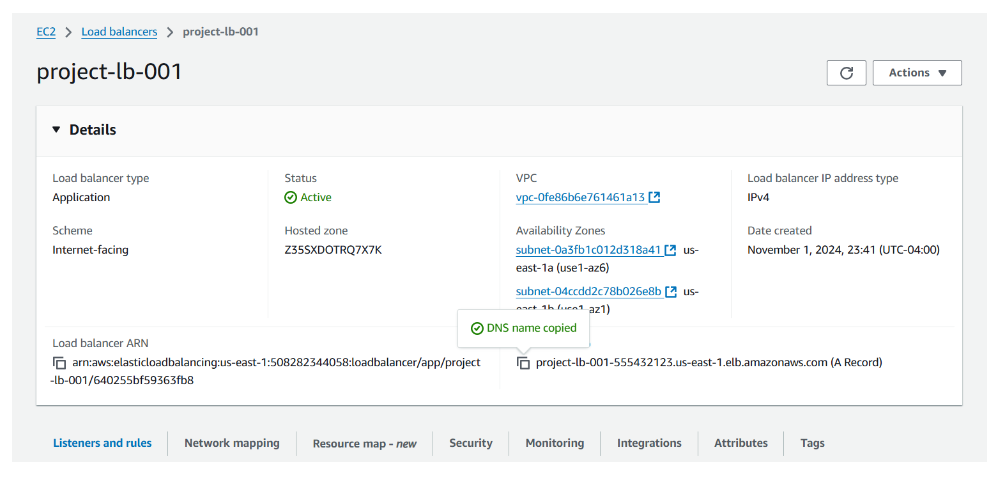 EC2 > Load balancers > project-lb-001
project-lb-001
Actions
Details
Load balancer type
Application
Status
Active
VPC
vpc-0fe86b6e761461a13
Load balancer IP address type
IPv4
Scheme
Internet-facing
Hosted zone
Z35SXDOTRQ7X7K
Availability Zones
subnet-0a3fb1c012d318a41 us-
east-1a (use1-az6)
subnet-04ccdd2c78b026e8b us-
east-1b (use1-az1)
Date created
November 1, 2024, 23:41 (UTC-04:00)
DNS name copied
Load balancer ARN
arn:aws:elasticloadbalancing:us-east-1:508282344058:loadbalancer/app/project
-lb-001/640255bf59363fb8
project-lb-001-555432123.us-east-1.elb.amazonaws.com (A Record)
Listeners and rules
Network mapping
Resource map - new
Security
Monitoring
Integrations
Attributes
Tags